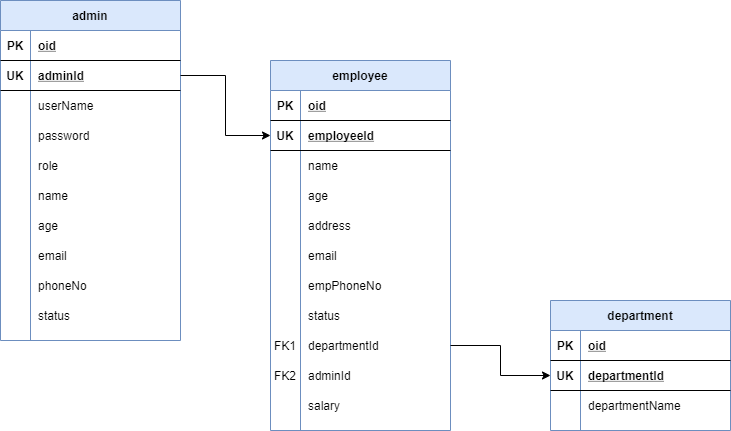 admin
PK oid
UK adminId
userName
password
role
name
age
email
phoneNo
status
employee
PK oid
UK employeeId
name
age
address
email
empPhoneNo
status
FK1 departmentId
FK2 adminId
salary
department
PK oid
UK departmentId
departmentName